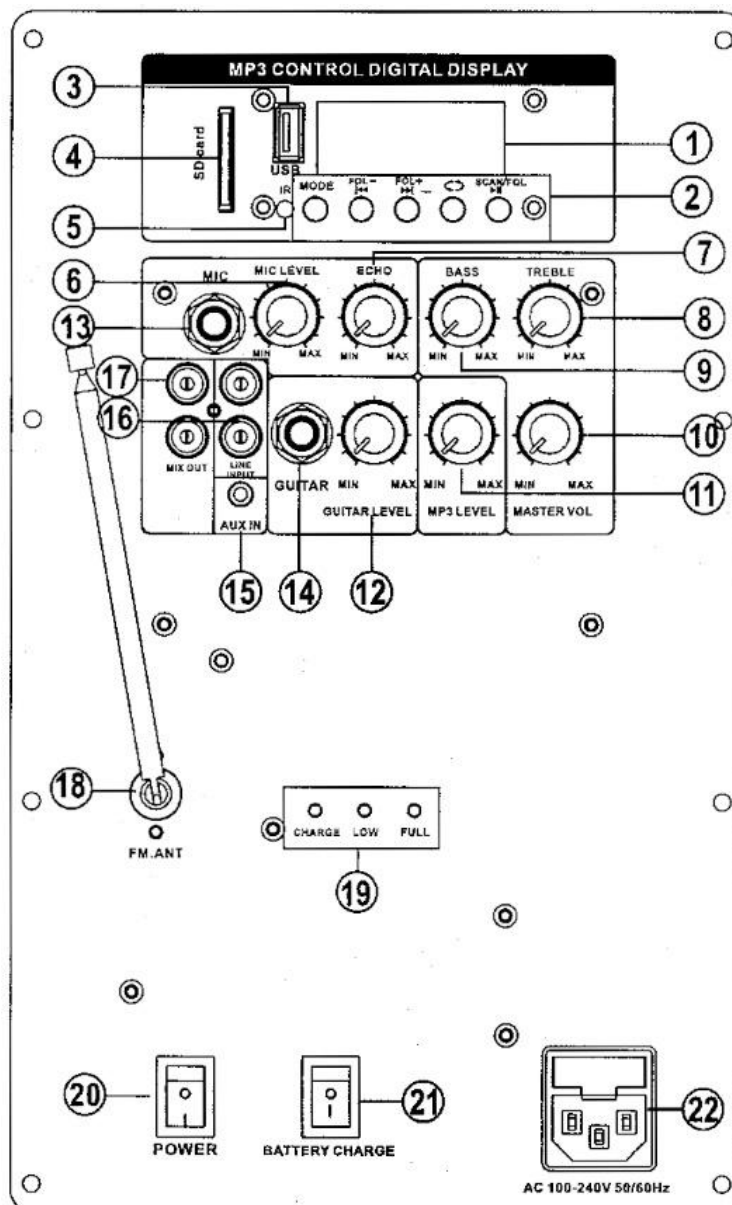 MP3 CONTROL DIGITAL DISPLAY
3
4
SD card
USB
1
IR
MODE
FOL-
FOL+
SCAN/FOL
2
5
7
6
MIC
MIC LEVEL
ECHO
BASS
TREBLE
13
8
MIN MAX
MIN MAX
MIN MAX
MIN MAX
17
9
16
10
MIX OUT
LINE
INPUT
GUITAR
MIN MAX
MIN MAX
MIN MAX
11
AUX IN
GUITAR LEVEL
MP3 LEVEL
MASTER VOL
15
14
12
18
FM.ANT
CHARGE
LOW
FULL
19
20
21
22
POWER
BATTERY CHARGE
AC 100-240V 50/60Hz